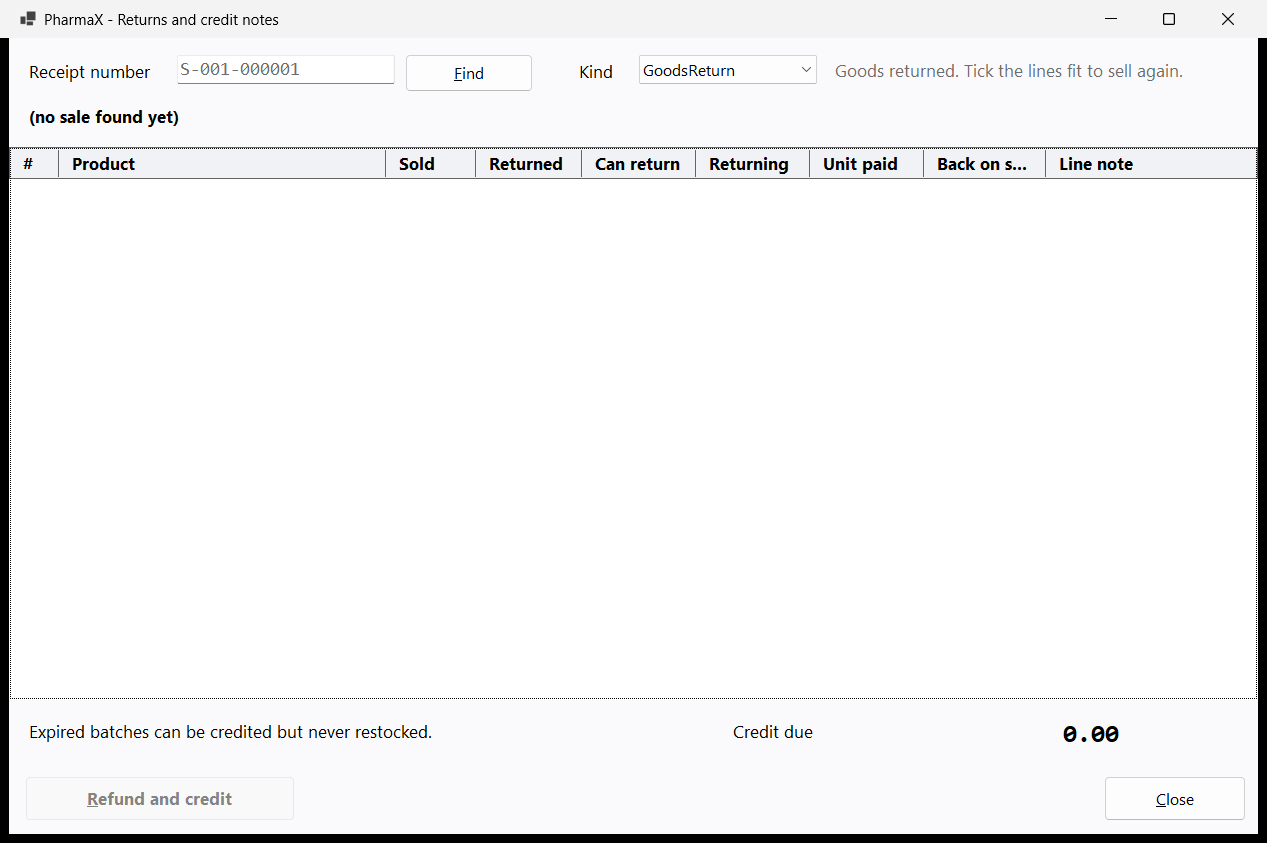 PharmaX - Returns and credit notes
Receipt number S-001-000001 Find Kind GoodsReturn Goods returned. Tick the lines fit to sell again.
(no sale found yet)
# Product Sold Returned Can return Returning Unit paid Back on s... Line note
Expired batches can be credited but never restocked. Credit due 0.00
Refund and credit Close